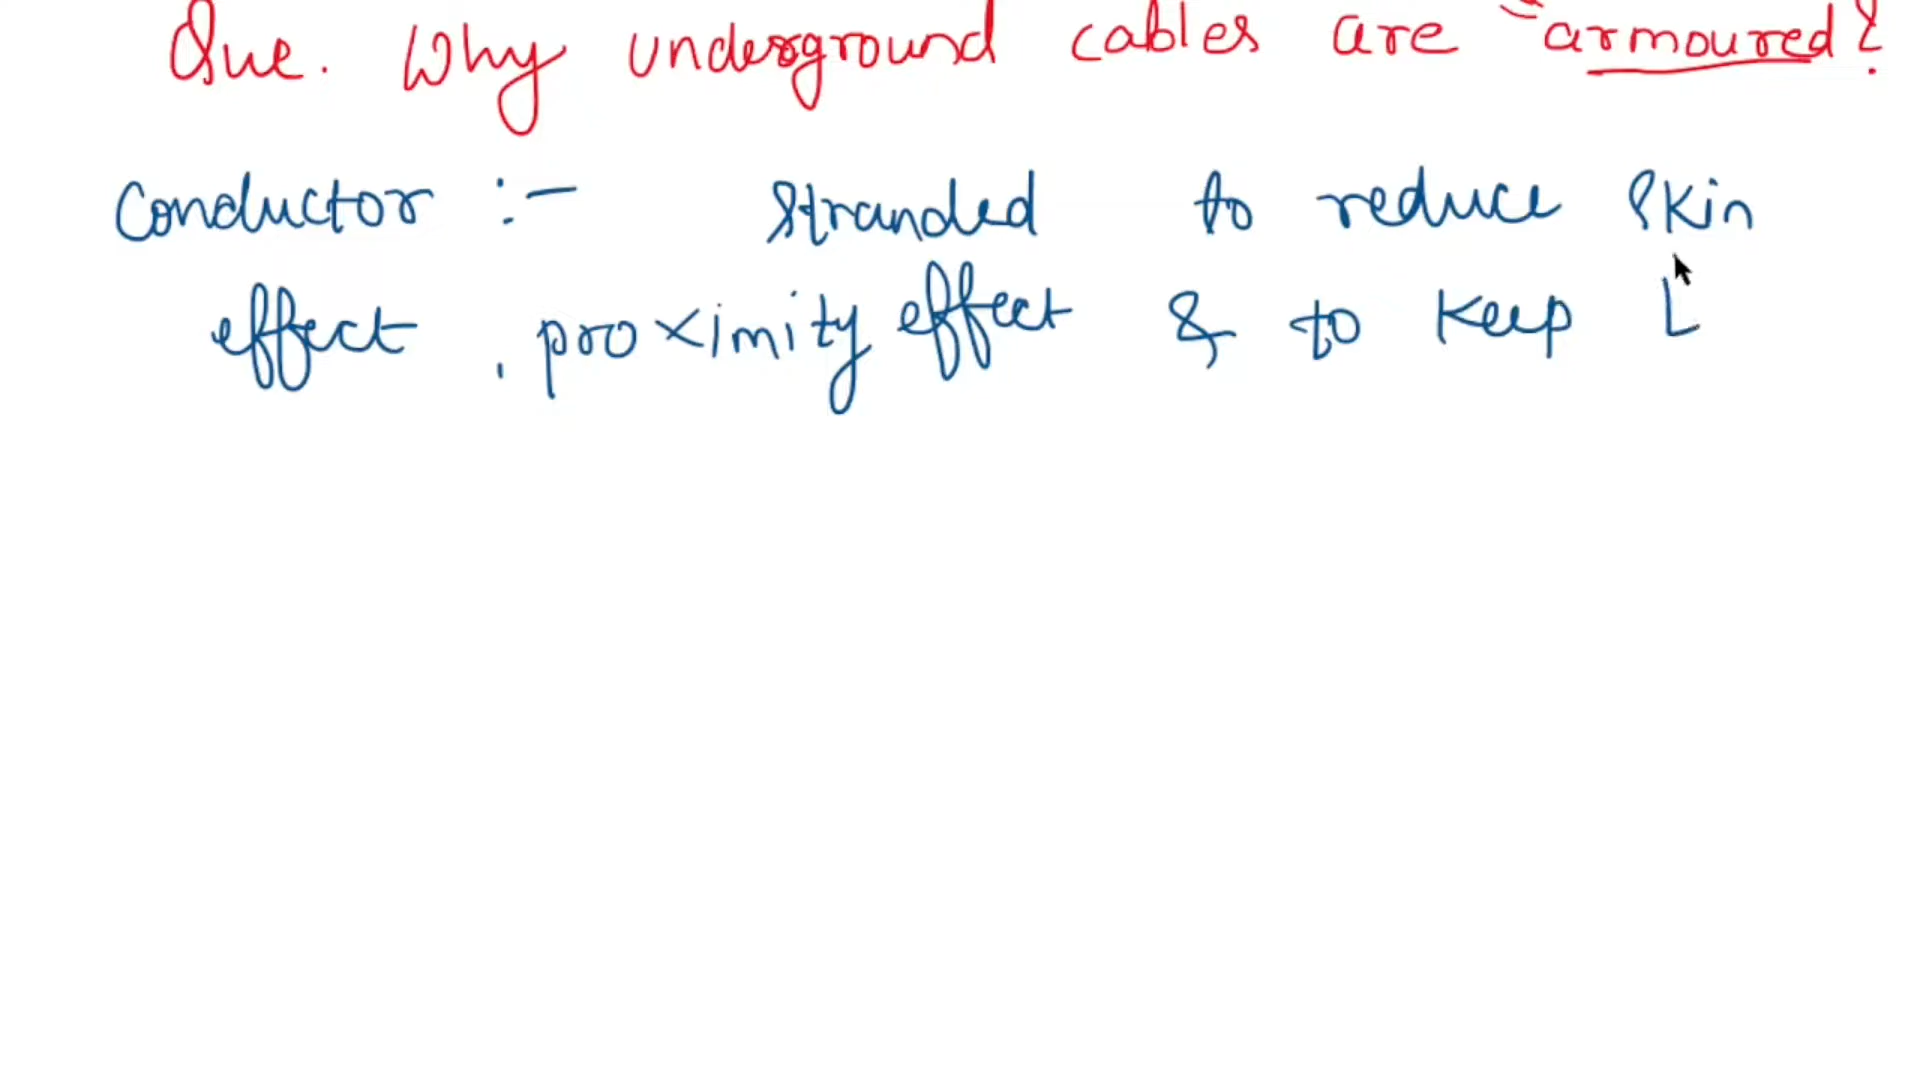 Que. Why underground cables are "armoured?
Conductor :- stranded to reduce skin
effect, proximity effect & to keep L